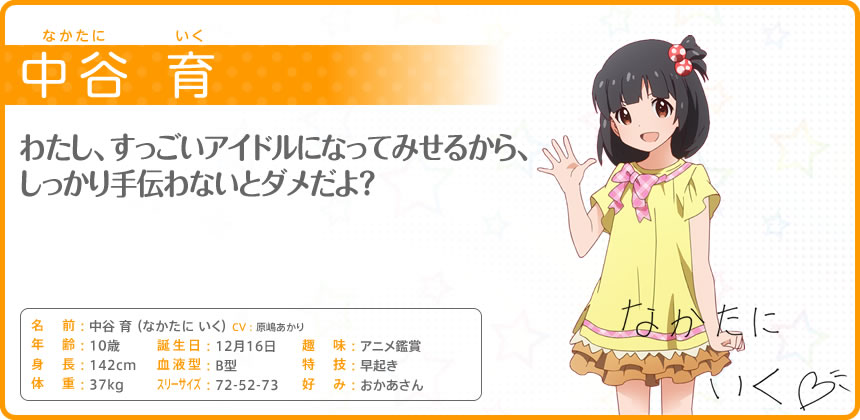 なかたに いく
中谷 育
わたし、すっごいアイドルになってみせるから、
しっかり手伝わないとダメだよ?
名 前:中谷 育 (なかたに いく) CV:原嶋あかり
年 齢:10歳 誕生日:12月16日 趣 味:アニメ鑑賞
身 長:142cm 血液型:B型 特 技:早起き
体 重:37kg スリーサイズ:72-52-73 好 み:おかあさん
なかたに
いく